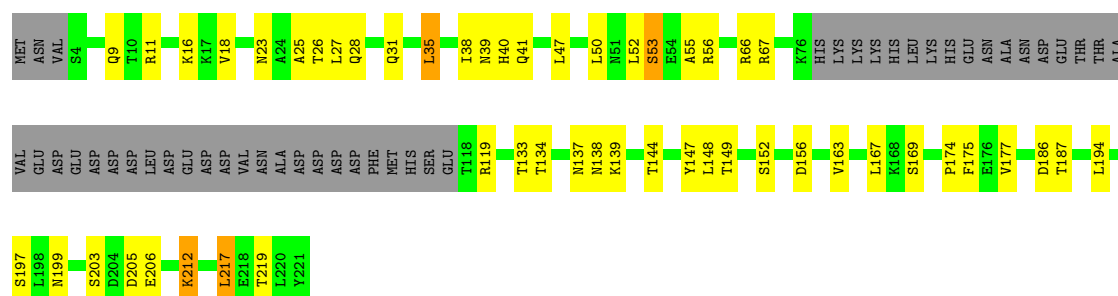 MET ASN VAL S4 Q9 T10 R11 K16 K17 V18 N23 A24 A25 T26 L27 Q28 Q31 L35 I38 N39 H40 Q41 L47 L50 N51 L52 S53 E54 A55 R56 R66 R67 K76 HIS LYS LYS LYS HIS LEU LYS HIS GLU ASN ALA ASN ASP GLU THR THR ALA
VAL GLU ASP GLU ASP ASP ASP LEU ASP GLU ASP ASP VAL ASN ALA ASP ASP ASP ASP PHE MET HIS SER GLU T118 R119 T133 T134 N137 N138 K139 T144 Y147 L148 T149 S152 D156 V163 L167 K168 S169 P174 F175 E176 V177 D186 T187 L194
S197 L198 N199 S203 D204 D205 E206 K212 L217 E218 T219 L220 Y221